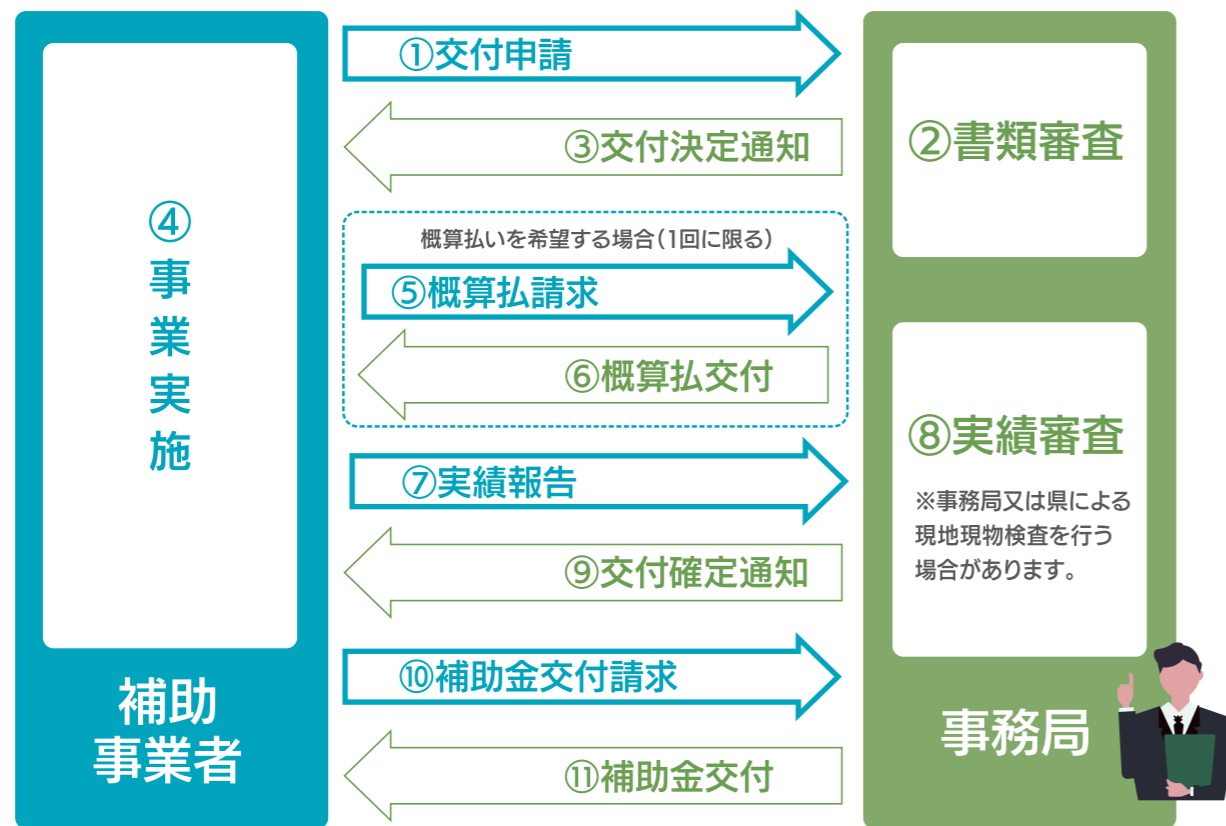 ①交付申請
②書類審査
③交付決定通知
④
事
業
実
施
概算払いを希望する場合(1回に限る)
⑤概算払請求
⑥概算払交付
⑦実績報告
⑧実績審査
※事務局又は県による
現地現物検査を行う
場合があります。
⑨交付確定通知
⑩補助金交付請求
⑪補助金交付
補助
事業者
事務局